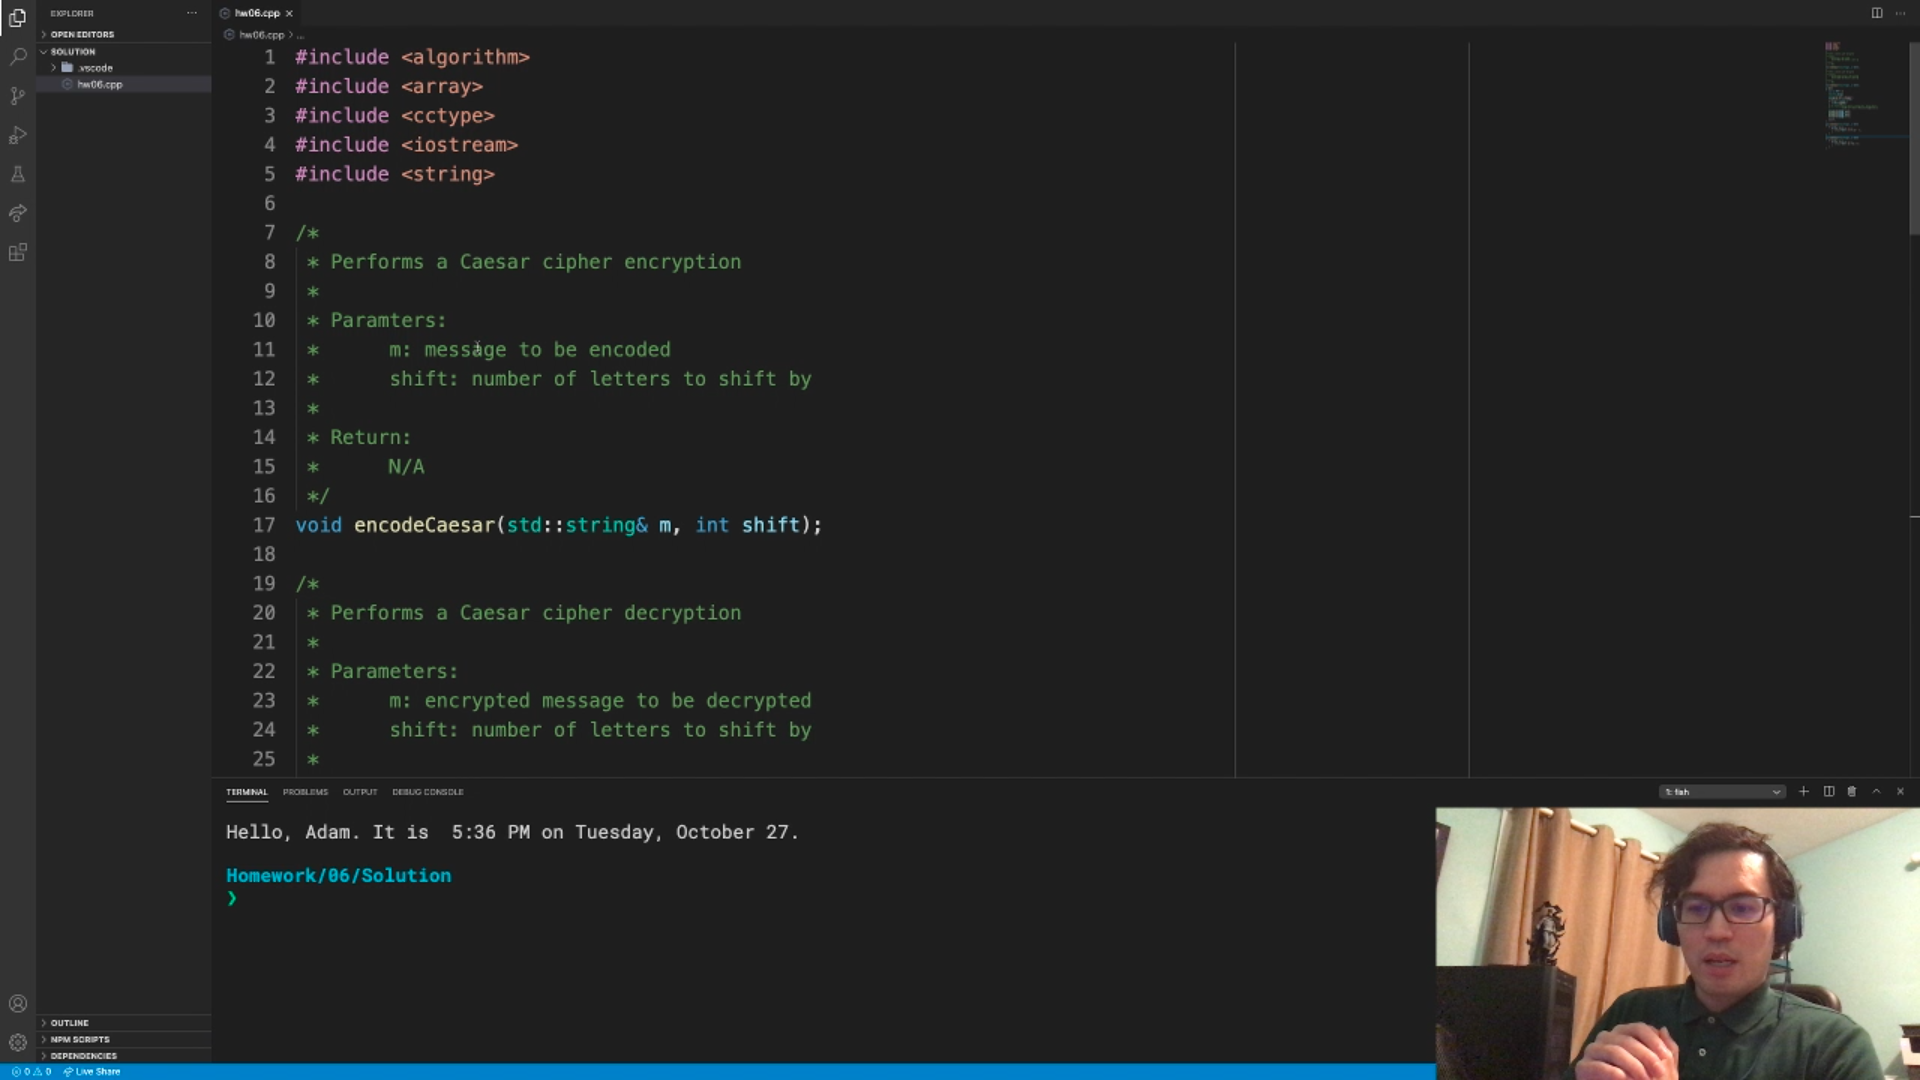 EXPLORER
OPEN EDITORS
SOLUTION
.vscode
hw06.cpp
hw06.cpp
hw06.cpp > ...
1 #include <algorithm>
2 #include <array>
3 #include <cctype>
4 #include <iostream>
5 #include <string>
6
7 /*
8 * Performs a Caesar cipher encryption
9 *
10 * Paramters:
11 * m: message to be encoded
12 * shift: number of letters to shift by
13 *
14 * Return:
15 * N/A
16 */
17 void encodeCaesar(std::string& m, int shift);
18
19 /*
20 * Performs a Caesar cipher decryption
21 *
22 * Parameters:
23 * m: encrypted message to be decrypted
24 * shift: number of letters to shift by
25 *
TERMINAL PROBLEMS OUTPUT DEBUG CONSOLE
1: fish
Hello, Adam. It is  5:36 PM on Tuesday, October 27.
Homework/06/Solution
❯
OUTLINE
NPM SCRIPTS
DEPENDENCIES
0 0 Live Share